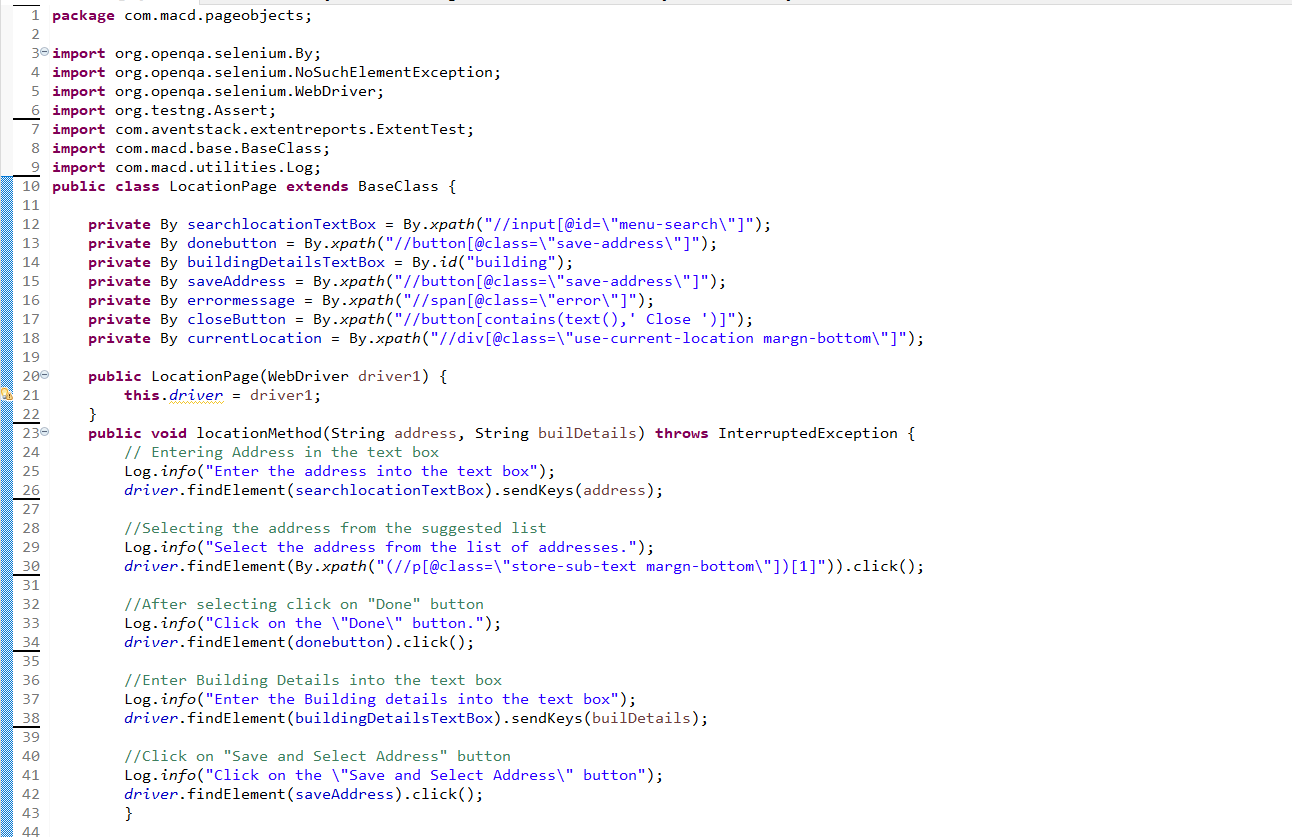 1 package com.macd.pageobjects;
2
3 import org.openqa.selenium.By;
4 import org.openqa.selenium.NoSuchElementException;
5 import org.openqa.selenium.WebDriver;
6 import org.testng.Assert;
7 import com.aventstack.extentreports.ExtentTest;
8 import com.macd.base.BaseClass;
9 import com.macd.utilities.Log;
10 public class LocationPage extends BaseClass {
11
12     private By searchlocationTextBox = By.xpath("//input[@id=\"menu-search\"]");
13     private By donebutton = By.xpath("//button[@class=\"save-address\"]");
14     private By buildingDetailsTextBox = By.id("building");
15     private By saveAddress = By.xpath("//button[@class=\"save-address\"]");
16     private By errormessage = By.xpath("//span[@class=\"error\"]");
17     private By closeButton = By.xpath("//button[contains(text(),' Close ')]");
18     private By currentLocation = By.xpath("//div[@class=\"use-current-location margn-bottom\"]");
19
20     public LocationPage(WebDriver driver1) {
21         this.driver = driver1;
22     }
23     public void locationMethod(String address, String builDetails) throws InterruptedException {
24         // Entering Address in the text box
25         Log.info("Enter the address into the text box");
26         driver.findElement(searchlocationTextBox).sendKeys(address);
27
28         //Selecting the address from the suggested list
29         Log.info("Select the address from the list of addresses.");
30         driver.findElement(By.xpath("(//p[@class=\"store-sub-text margn-bottom\"])[1]")).click();
31
32         //After selecting click on "Done" button
33         Log.info("Click on the \"Done\" button.");
34         driver.findElement(donebutton).click();
35
36         //Enter Building Details into the text box
37         Log.info("Enter the Building details into the text box");
38         driver.findElement(buildingDetailsTextBox).sendKeys(builDetails);
39
40         //Click on "Save and Select Address" button
41         Log.info("Click on the \"Save and Select Address\" button");
42         driver.findElement(saveAddress).click();
43         }
44